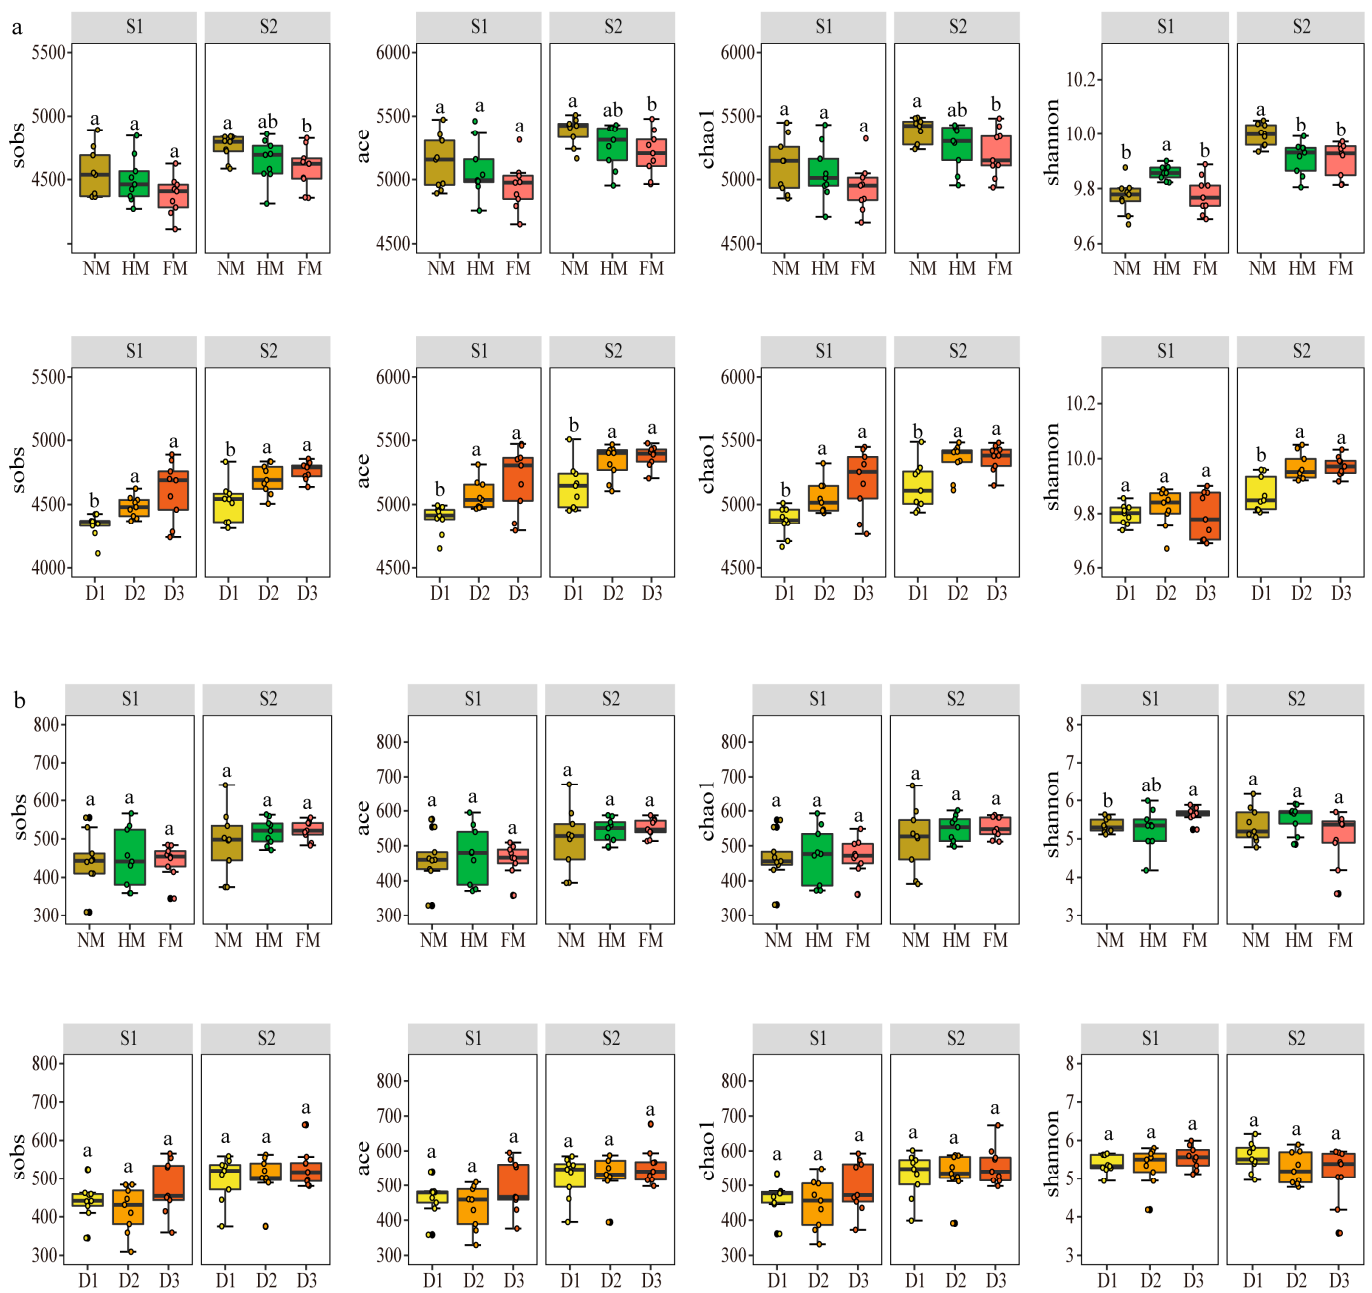 a
S1 S2 S1 S2 S1 S2 S1 S2
sobs 5500 5000 4500
a a a a ab b
NM HM FM NM HM FM
ace 6000 5500 5000 4500
a a a a ab b
NM HM FM NM HM FM
chao1 6000 5500 5000 4500
a a a a ab b
NM HM FM NM HM FM
shannon 10.2 10.0 9.8 9.6
b a b a b b
NM HM FM NM HM FM
S1 S2 S1 S2 S1 S2 S1 S2
sobs 5500 5000 4500 4000
b a a b a a
D1 D2 D3 D1 D2 D3
ace 6000 5500 5000 4500
b a a b a a
D1 D2 D3 D1 D2 D3
chao1 6000 5500 5000 4500
b a a b a a
D1 D2 D3 D1 D2 D3
shannon 10.2 10.0 9.8 9.6
a a a b a a
D1 D2 D3 D1 D2 D3
b
S1 S2 S1 S2 S1 S2 S1 S2
sobs 800 700 600 500 400 300
a a a a a a
NM HM FM NM HM FM
ace 800 700 600 500 400 300
a a a a a a
NM HM FM NM HM FM
chao1 800 700 600 500 400 300
a a a a a a
NM HM FM NM HM FM
shannon 8 7 6 5 4 3
b ab a a a a
NM HM FM NM HM FM
S1 S2 S1 S2 S1 S2 S1 S2
sobs 800 700 600 500 400 300
a a a a a a
D1 D2 D3 D1 D2 D3
ace 800 700 600 500 400 300
a a a a a a
D1 D2 D3 D1 D2 D3
chao1 800 700 600 500 400 300
a a a a a a
D1 D2 D3 D1 D2 D3
shannon 8 7 6 5 4 3
a a a a a a
D1 D2 D3 D1 D2 D3